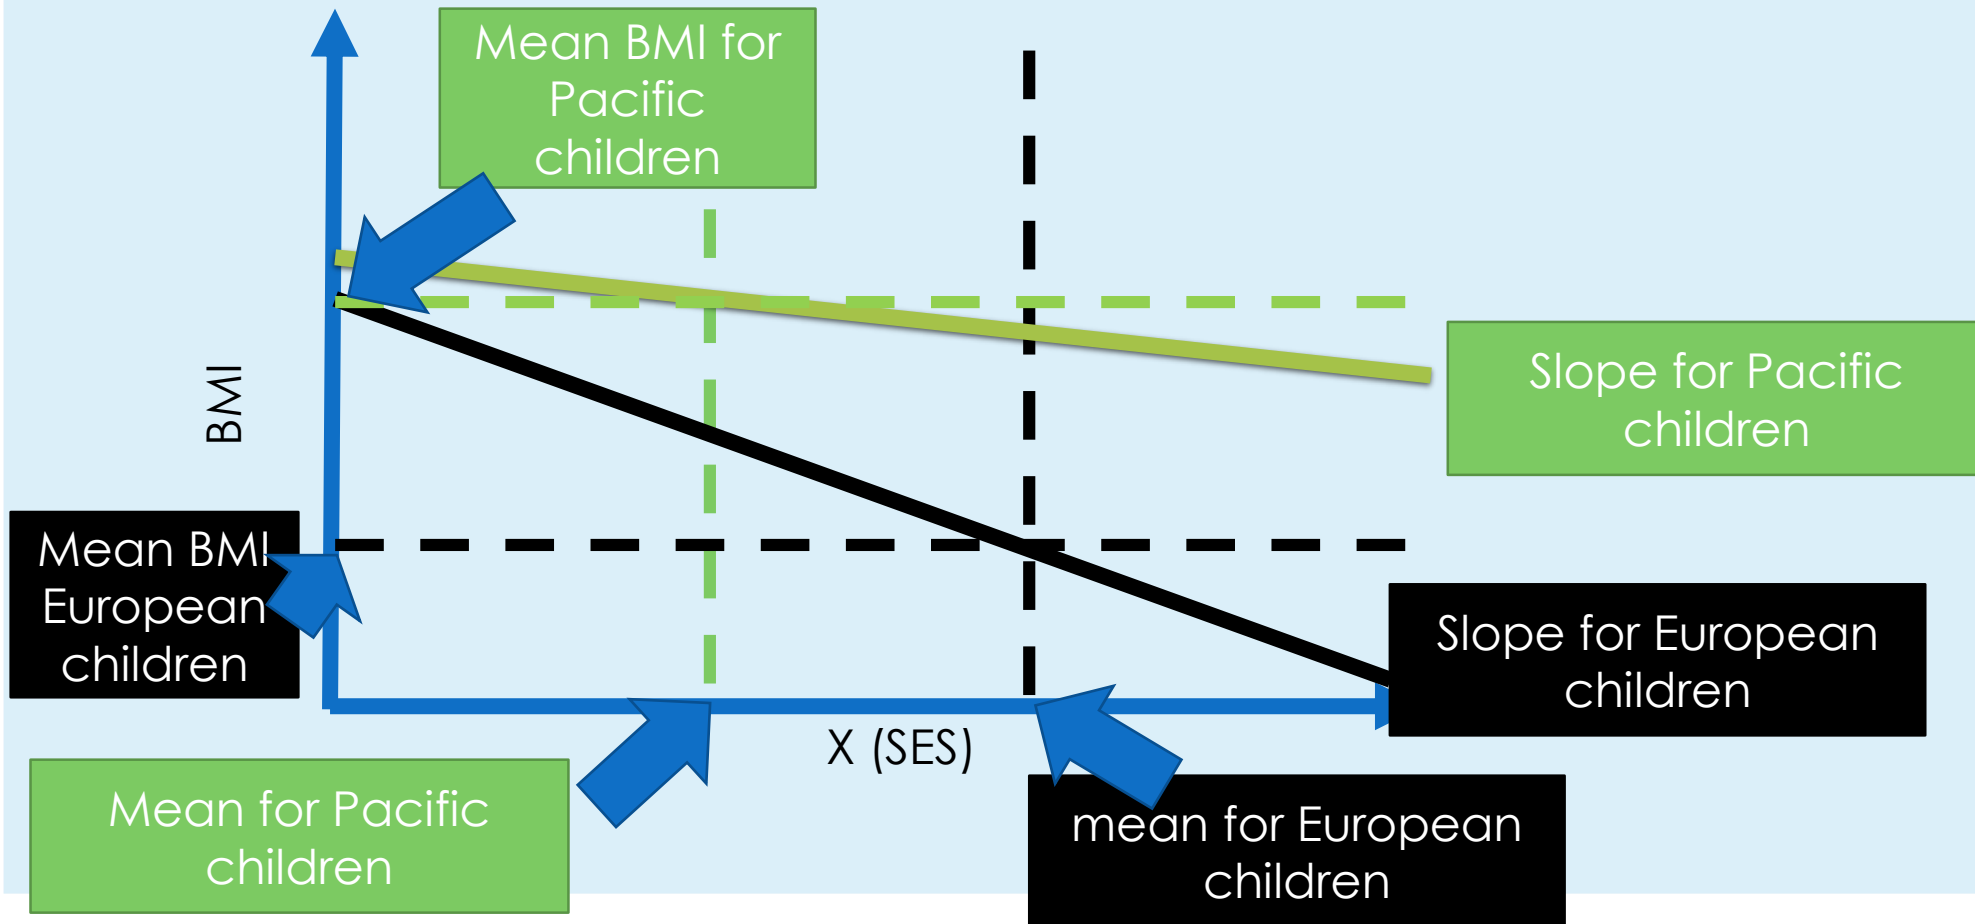 Mean BMI for
Pacific
children
BMI
Slope for Pacific
children
Mean BMI
European
children
Slope for European
children
X (SES)
Mean for Pacific
children
mean for European
children